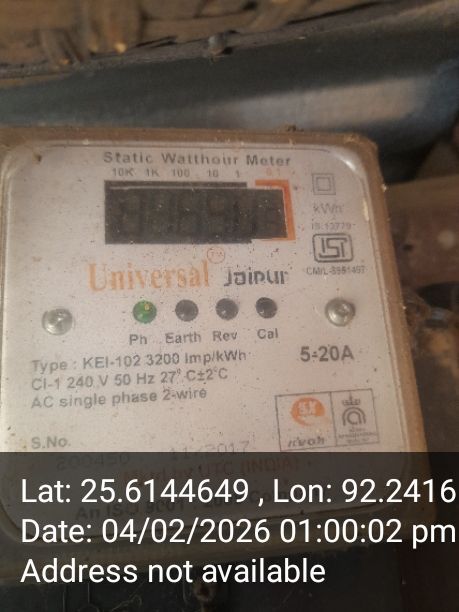 Static Watthour Meter
10K 1K 100 10 1 0.1
kWh
IS:13779
Universal TM Jaipur
Ph Earth Rev Cal
Type : KEI-102 3200 Imp/kWh
5-20A
Cl-1 240 V 50 Hz 27°C±2°C
AC single phase 2-wire
S.No.
11/2017
Lat: 25.6144649 , Lon: 92.2416
Date: 04/02/2026 01:00:02 pm
Address not available